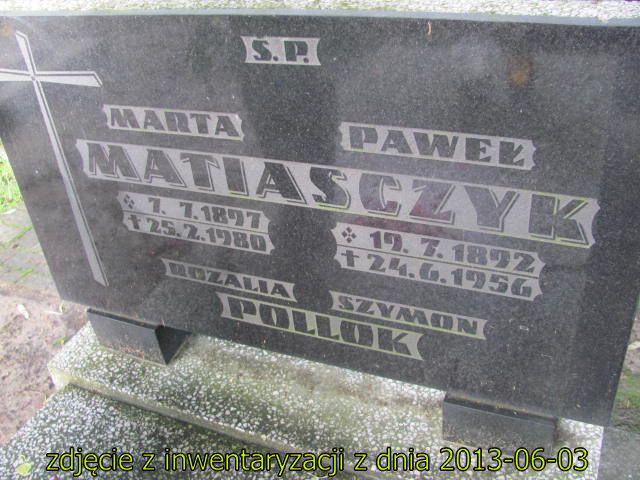 Ś. P.
MARTA PAWEŁ
MATIASCZYK
7. 7. 1897 19. 7. 1892
† 25. 2. 1980 † 24. 6. 1956
ROZALIA SZYMON
POLLOK
zdjęcie z inwentaryzacji z dnia 2013-06-03